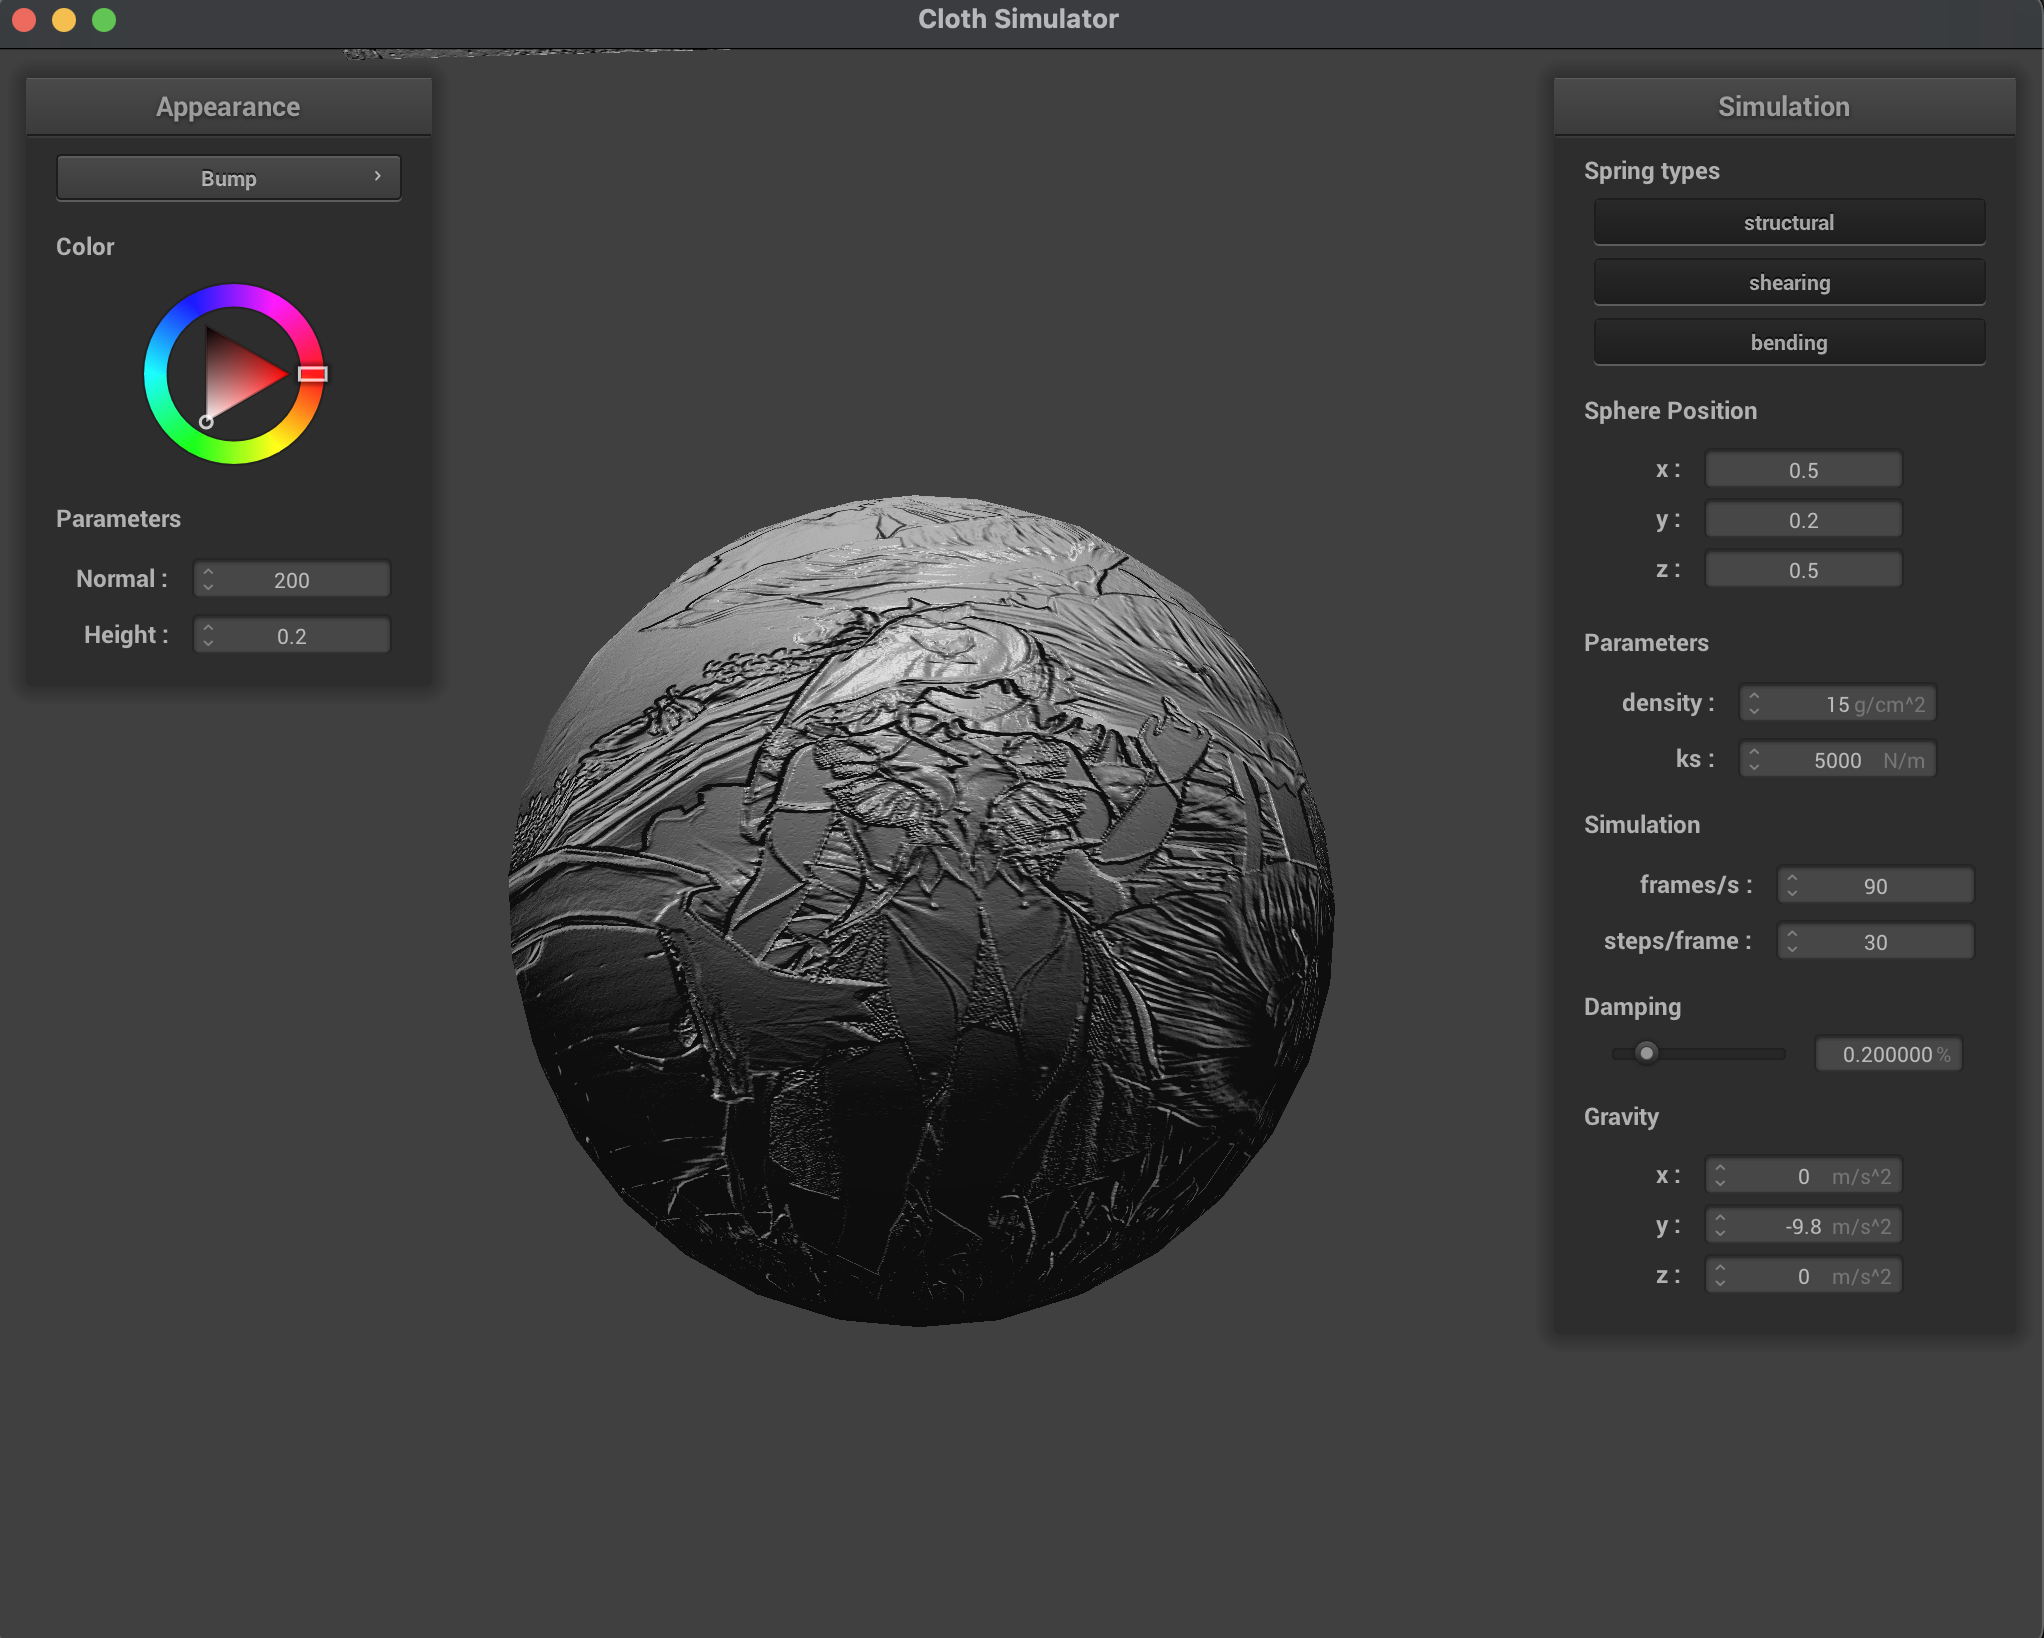 Cloth Simulator
Appearance
Bump
Color
Parameters
Normal : 200
Height : 0.2
Simulation
Spring types
structural
shearing
bending
Sphere Position
x : 0.5
y : 0.2
z : 0.5
Parameters
density : 15 g/cm^2
ks : 5000 N/m
Simulation
frames/s : 90
steps/frame : 30
Damping
0.200000 %
Gravity
x : 0 m/s^2
y : -9.8 m/s^2
z : 0 m/s^2